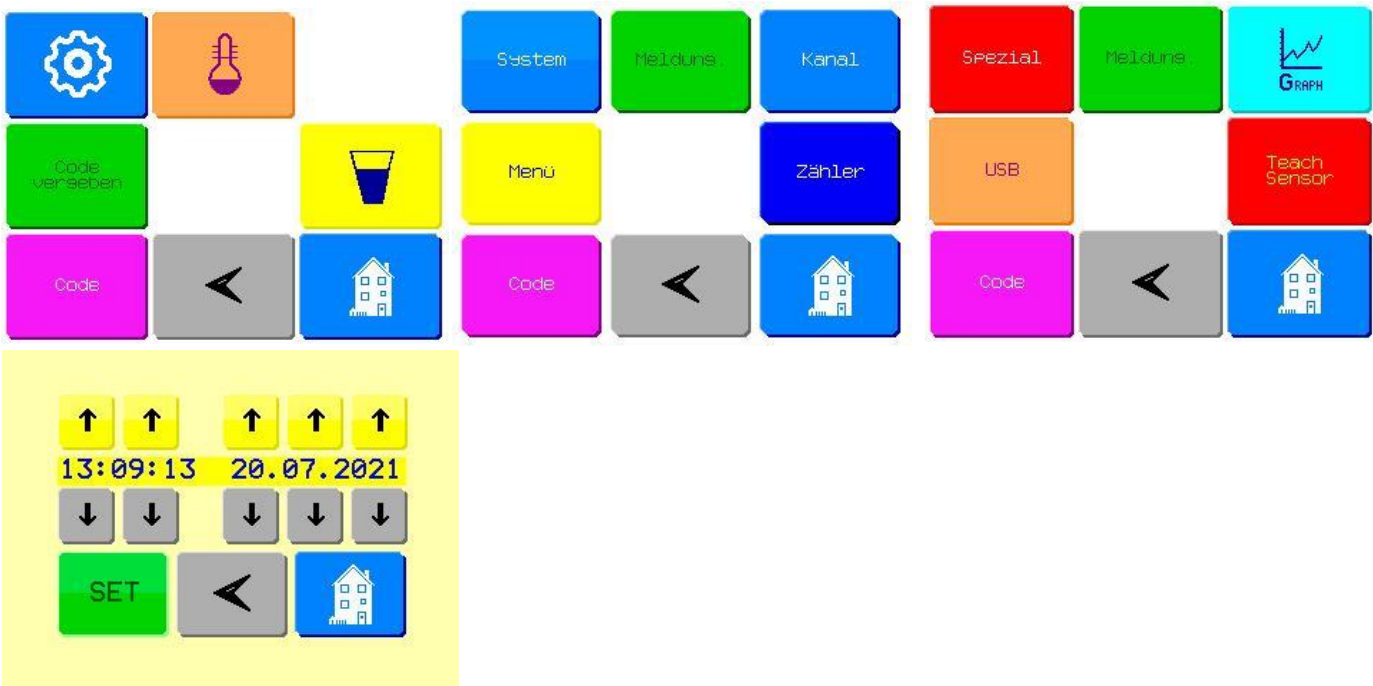 Code
vergeben
Code
System
Meldung.
Kanal
Menü
Zähler
Code
Spezial
Meldung.
GRAPH
USB
Teach
Sensor
Code
13:09:13 20.07.2021
SET